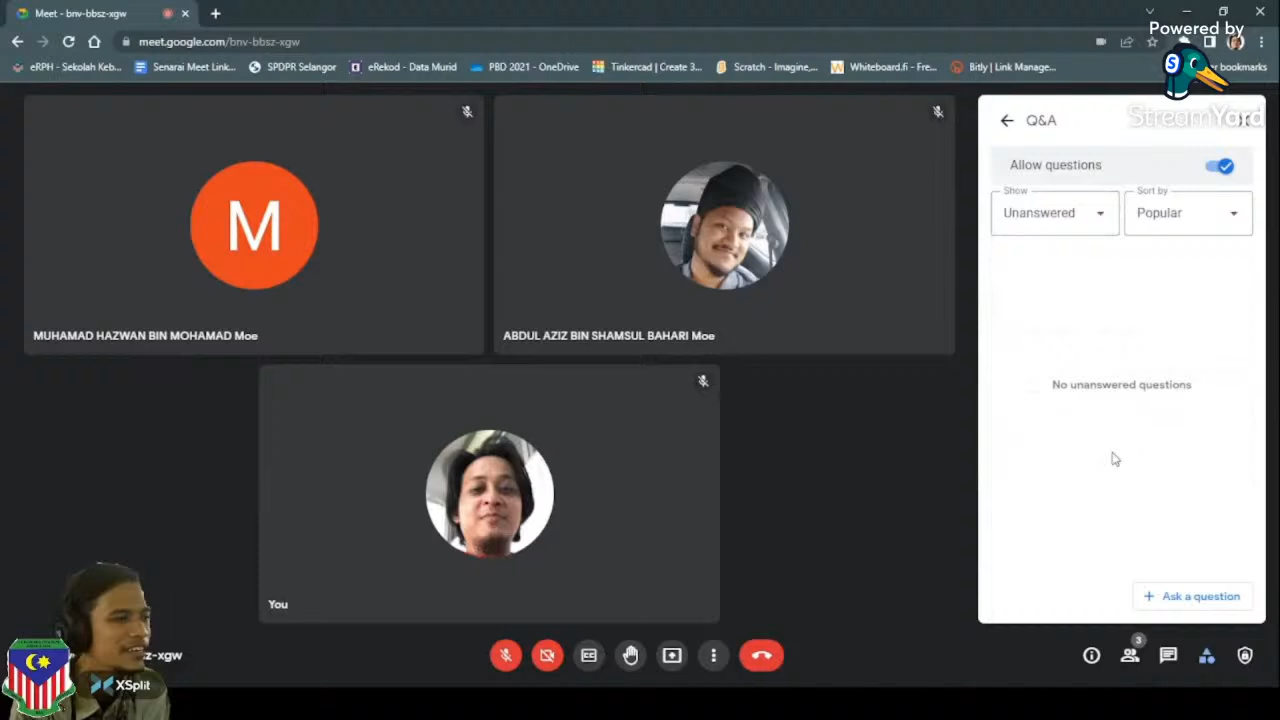 Meet - bnv-bbsz-xgw
Powered by
meet.google.com/bnv-bbsz-xgw
eRPH - Sekolah Keb...
Senarai Meet Link...
SPDPR Selangor
eRekod - Data Murid
PBD 2021 - OneDrive
Tinkercad | Create 3...
Scratch - Imagine,...
Whiteboard.fi - Fre...
Bitly | Link Manage...
bookmarks
S
StreamYard
Q&A
Allow questions
Show
Unanswered
Sort by
Popular
M
MUHAMAD HAZWAN BIN MOHAMAD Moe
ABDUL AZIZ BIN SHAMSUL BAHARI Moe
No unanswered questions
You
Ask a question
3
z-xgw
XSplit